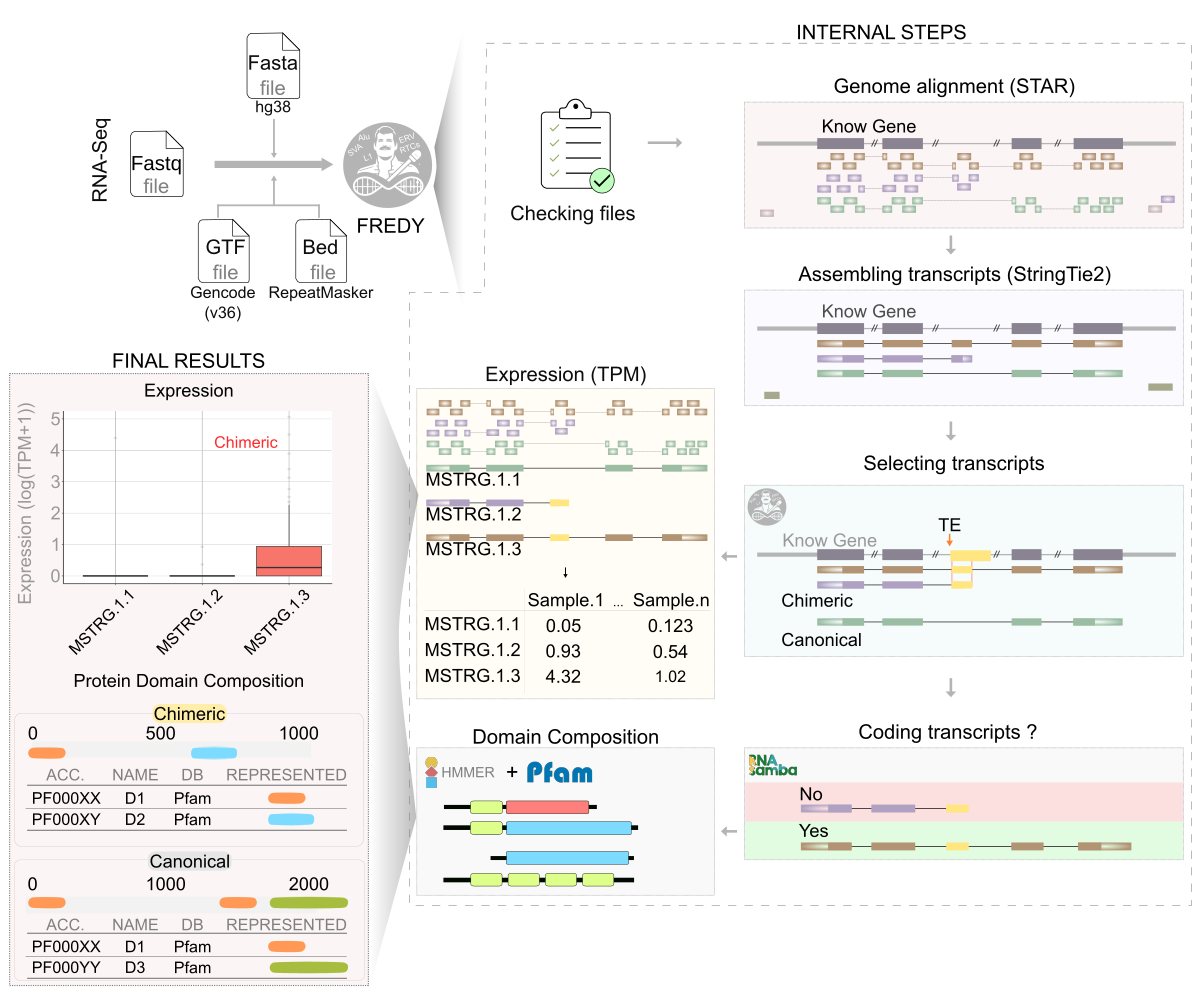 INTERNAL STEPS
Fasta
file
hg38
RNA-Seq
Fastq
file
Alu
SVA
L1
ERV
RTCs
FREDY
GTF
file
Gencode
(v36)
Bed
file
RepeatMasker
Checking files
Genome alignment (STAR)
Know Gene
Assembling transcripts (StringTie2)
Know Gene
Selecting transcripts
TE
Know Gene
Chimeric
Canonical
Coding transcripts ?
RNA
samba
No
Yes
Expression (TPM)
MSTRG.1.1
MSTRG.1.2
MSTRG.1.3
Sample.1 ... Sample.n
MSTRG.1.1 0.05 0.123
MSTRG.1.2 0.93 0.54
MSTRG.1.3 4.32 1.02
Domain Composition
HMMER + Pfam
FINAL RESULTS
Expression
Expression (log(TPM+1))
5
4
3
2
1
0
Chimeric
MSTRG.1.1
MSTRG.1.2
MSTRG.1.3
Protein Domain Composition
Chimeric
0 500 1000
ACC. NAME DB REPRESENTED
PF000XX D1 Pfam
PF000XY D2 Pfam
Canonical
0 1000 2000
ACC. NAME DB REPRESENTED
PF000XX D1 Pfam
PF000YY D3 Pfam